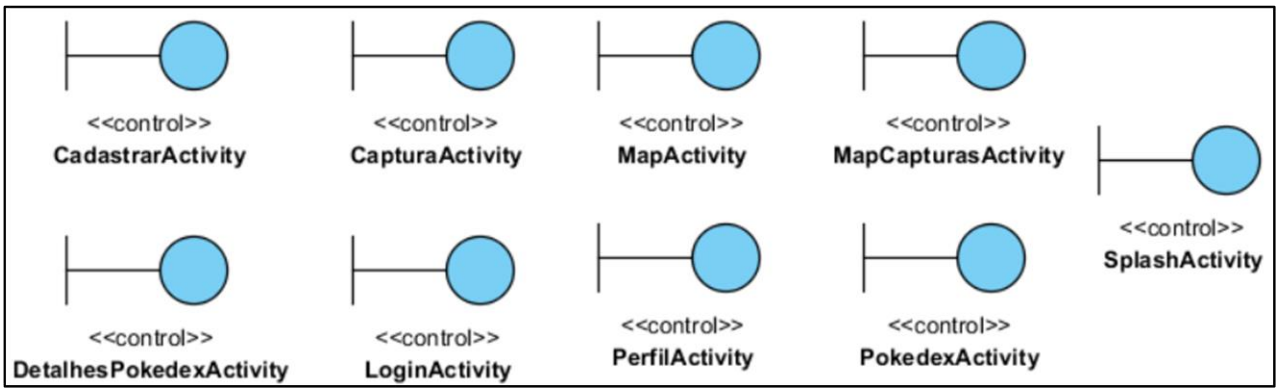 <<control>>
CadastrarActivity
<<control>>
CapturaActivity
<<control>>
MapActivity
<<control>>
MapCapturasActivity
<<control>>
SplashActivity
<<control>>
DetalhesPokedexActivity
<<control>>
LoginActivity
<<control>>
PerfilActivity
<<control>>
PokedexActivity